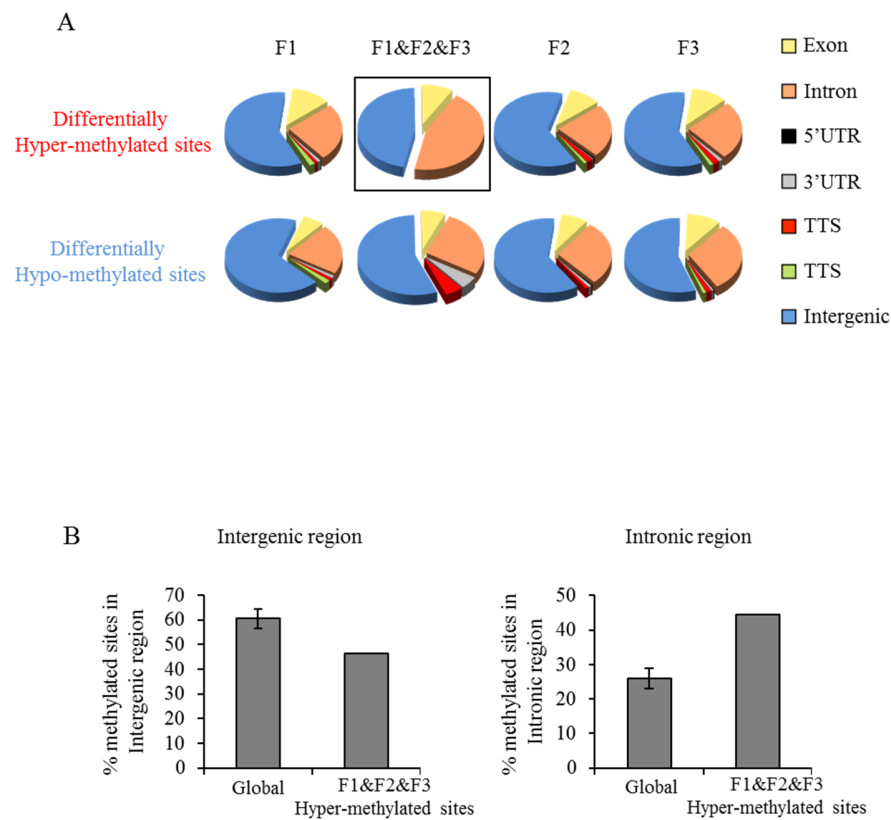 A
F1
F1&F2&F3
F2
F3
Differentially
Hyper-methylated sites
Differentially
Hypo-methylated sites
Exon
Intron
5’UTR
3’UTR
TTS
TTS
Intergenic
B
Intergenic region
% methylated sites in
Intergenic region
70
60
50
40
30
20
10
0
Global
F1&F2&F3
Hyper-methylated sites
Intronic region
% methylated sites in
Intronic region
50
40
30
20
10
0
Global
F1&F2&F3
Hyper-methylated sites